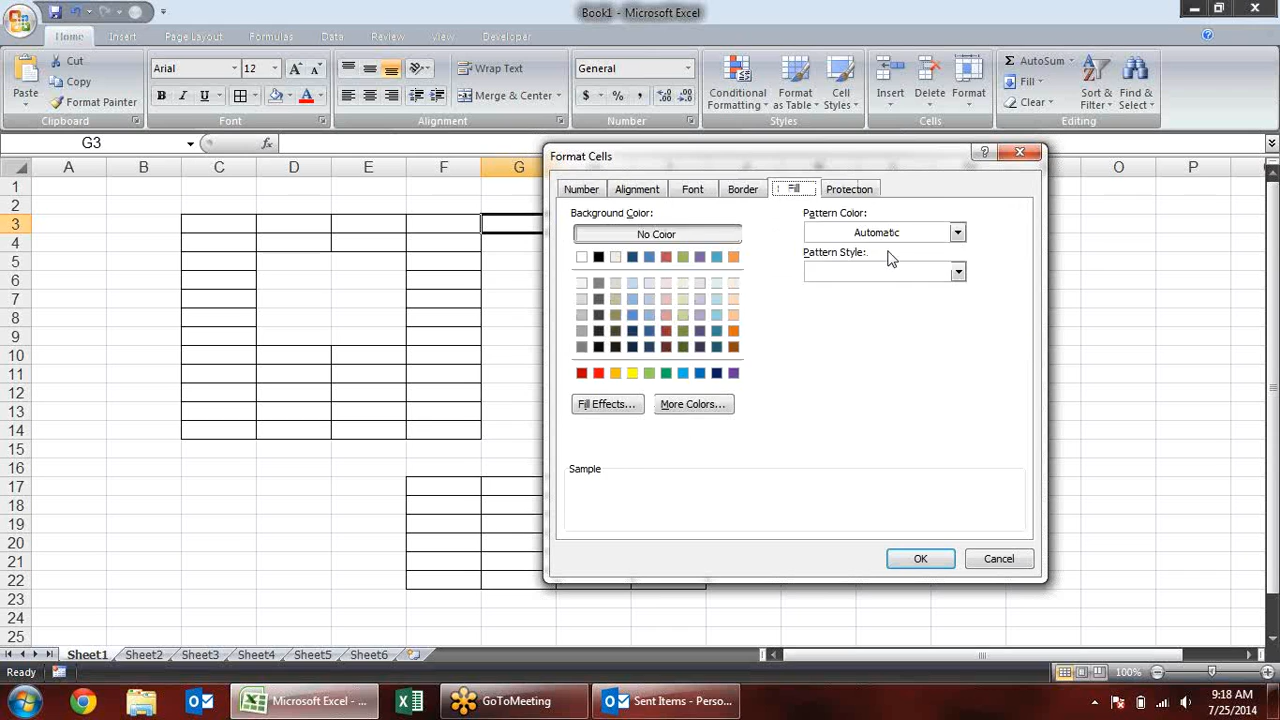 Book1 - Microsoft Excel
Home Insert Page Layout Formulas Data Review View Developer
Paste Cut Copy Format Painter Clipboard
Arial 12 A A B I U A Font
Wrap Text Merge & Center Alignment
General $ % , Number
Conditional Formatting Format as Table Cell Styles Styles
Insert Delete Format Cells
AutoSum Fill Clear Sort & Filter Find & Select Editing
G3 fx
A B C D E F G O P
1
2
3
4
5
6
7
8
9
10
11
12
13
14
15
16
17
18
19
20
21
22
23
24
25
Format Cells
Number Alignment Font Border Fill Protection
Background Color: Pattern Color:
No Color Automatic
Pattern Style:
Fill Effects... More Colors...
Sample
OK Cancel
Sheet1 Sheet2 Sheet3 Sheet4 Sheet5 Sheet6
Ready 100%
Microsoft Excel - ... GoToMeeting Sent Items - Perso... 9:18 AM
7/25/2014